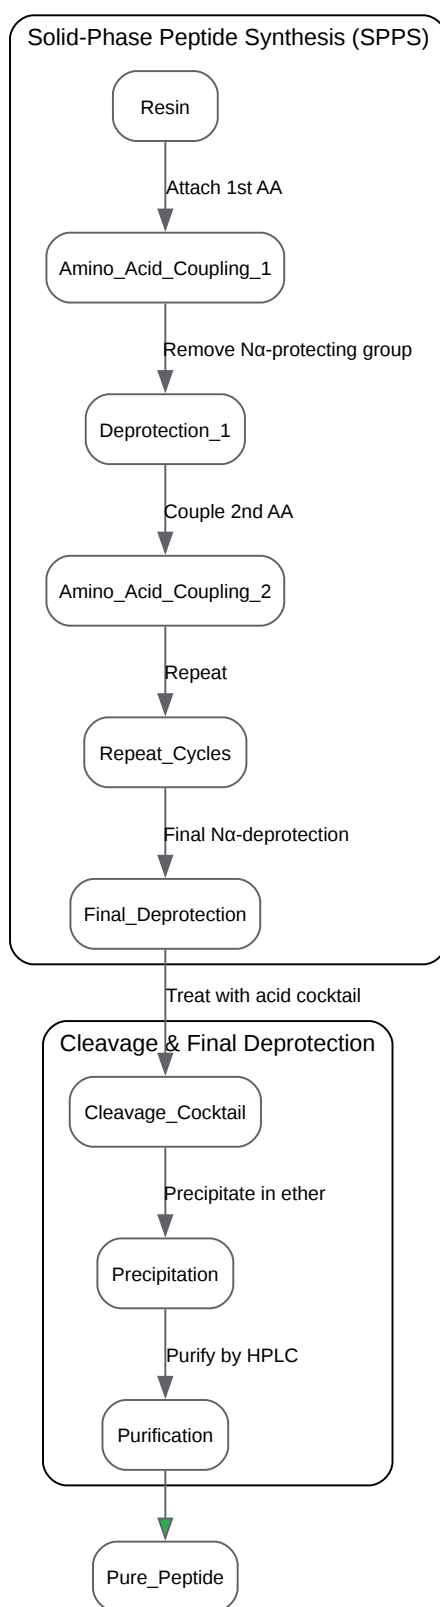 Solid-Phase Peptide Synthesis (SPPS)
Resin
Attach 1st AA
Amino_Acid_Coupling_1
Remove Nα-protecting group
Deprotection_1
Couple 2nd AA
Amino_Acid_Coupling_2
Repeat
Repeat_Cycles
Final Nα-deprotection
Final_Deprotection
Treat with acid cocktail
Cleavage & Final Deprotection
Cleavage_Cocktail
Precipitate in ether
Precipitation
Purify by HPLC
Purification
Pure_Peptide